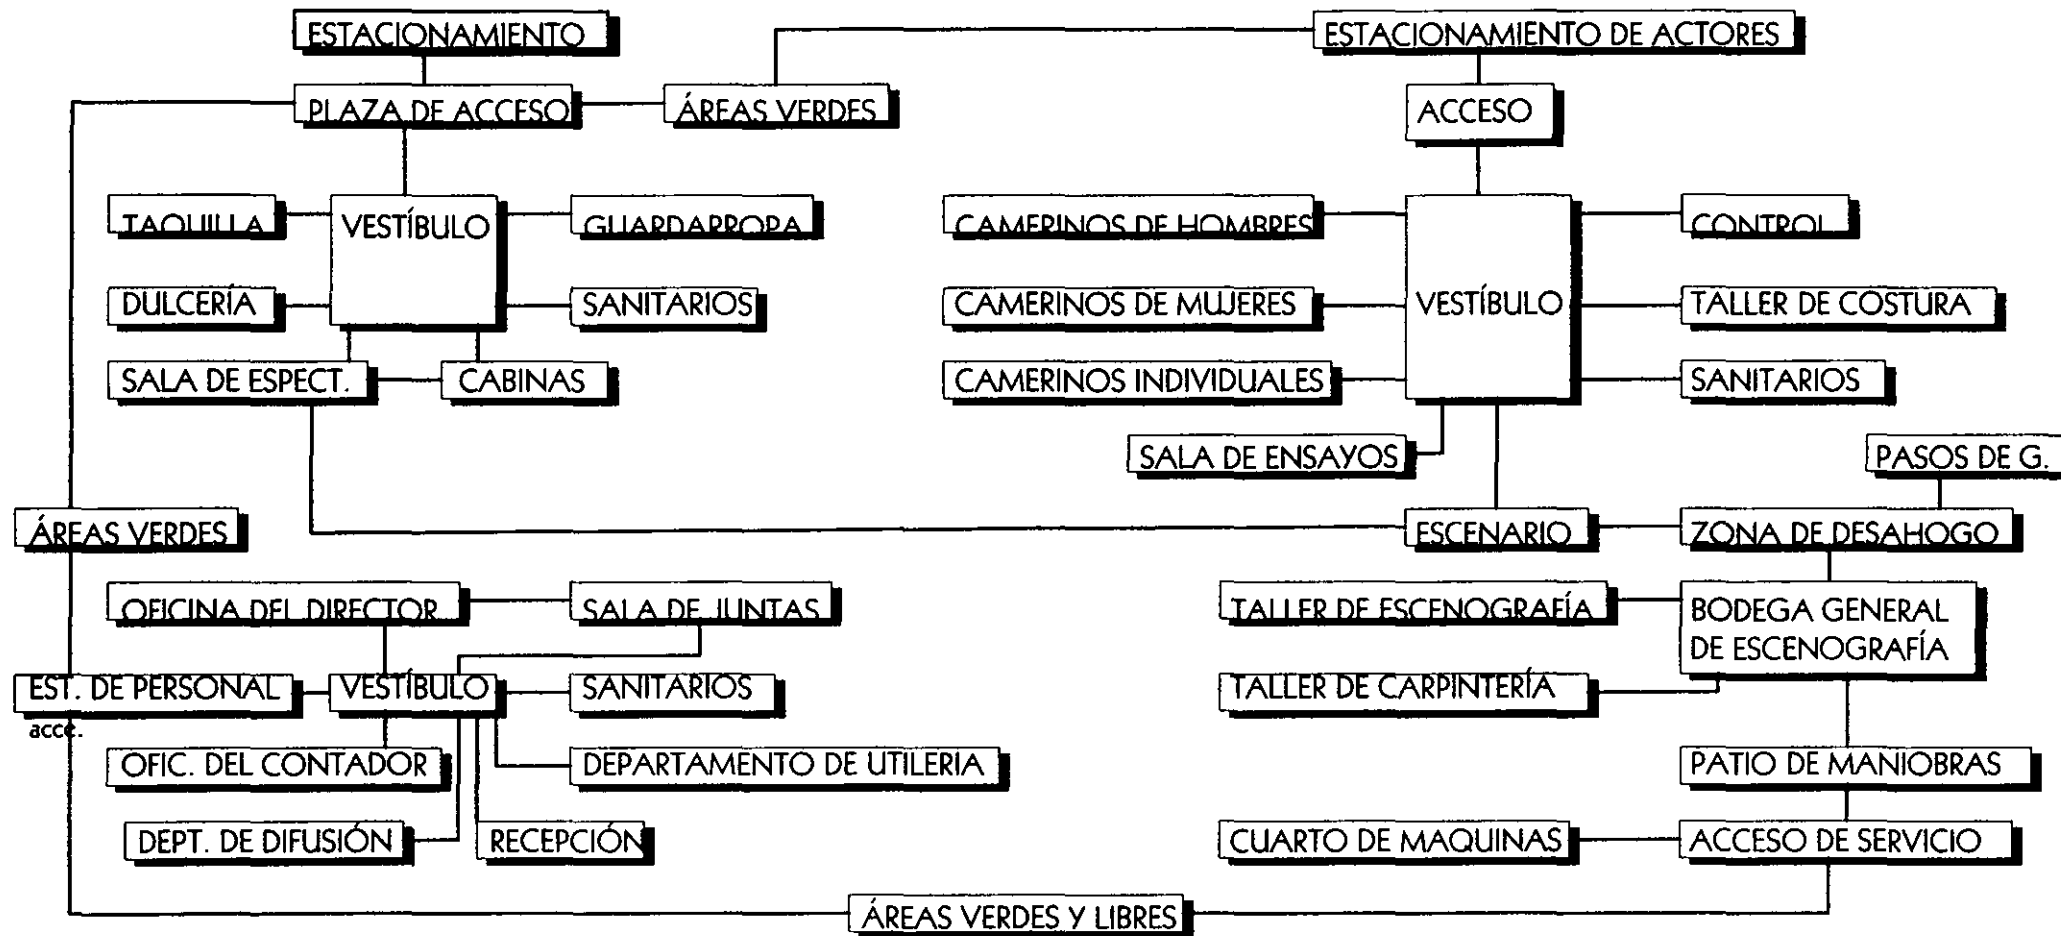 ESTACIONAMIENTO
ESTACIONAMIENTO DE ACTORES
PLAZA DE ACCESO
ÁREAS VERDES
ACCESO
TAQUILLA
VESTÍBULO
GUARDARROPA
CAMERINOS DE HOMBRES
CONTROL
DULCERÍA
SANITARIOS
CAMERINOS DE MUJERES
VESTÍBULO
TALLER DE COSTURA
SALA DE ESPECT.
CABINAS
CAMERINOS INDIVIDUALES
SANITARIOS
SALA DE ENSAYOS
PASOS DE G.
ÁREAS VERDES
ESCENARIO
ZONA DE DESAHOGO
OFICINA DEL DIRECTOR
SALA DE JUNTAS
TALLER DE ESCENOGRAFÍA
BODEGA GENERAL
DE ESCENOGRAFÍA
EST. DE PERSONAL
acce.
VESTÍBULO
SANITARIOS
TALLER DE CARPINTERÍA
OFIC. DEL CONTADOR
DEPARTAMENTO DE UTILERIA
PATIO DE MANIOBRAS
DEPT. DE DIFUSIÓN
RECEPCIÓN
CUARTO DE MAQUINAS
ACCESO DE SERVICIO
ÁREAS VERDES Y LIBRES